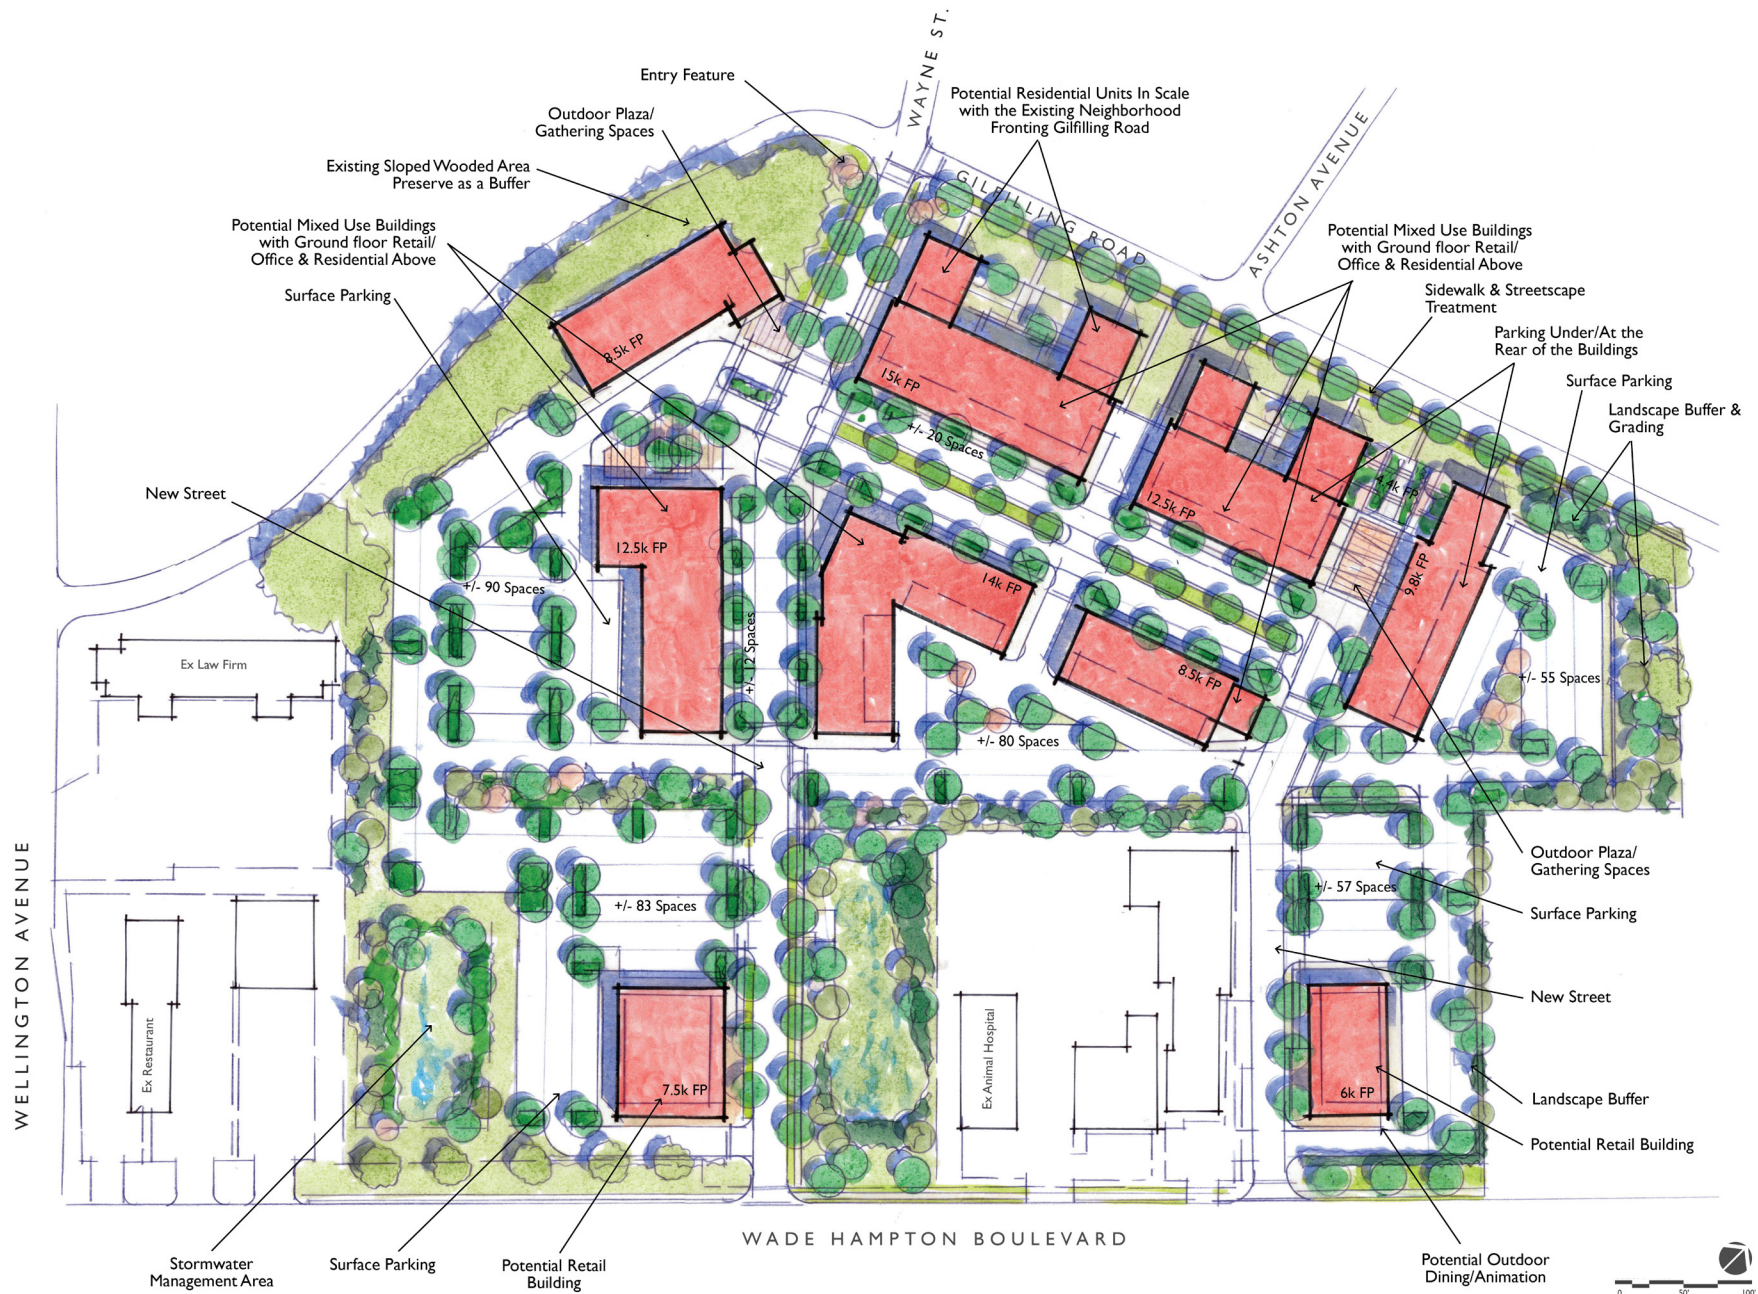 WAYNE ST.
Entry Feature
Potential Residential Units In Scale
with the Existing Neighborhood
Fronting Gilfilling Road
Outdoor Plaza/
Gathering Spaces
ASHTON AVENUE
Existing Sloped Wooded Area
Preserve as a Buffer
GILFILLING ROAD
Potential Mixed Use Buildings
with Ground floor Retail/
Office & Residential Above
Potential Mixed Use Buildings
with Ground floor Retail/
Office & Residential Above
Surface Parking
Sidewalk & Streetscape
Treatment
Parking Under/At the
Rear of the Buildings
8.5k FP
15k FP
Surface Parking
Landscape Buffer &
Grading
+/- 20 Spaces
New Street
4.4k FP
12.5k FP
12.5k FP
+/- 90 Spaces
14k FP
9.8k FP
+/- 12 Spaces
Ex Law Firm
8.5k FP
+/- 55 Spaces
+/- 80 Spaces
WELLINGTON AVENUE
Outdoor Plaza/
Gathering Spaces
+/- 57 Spaces
+/- 83 Spaces
Surface Parking
New Street
Ex Restaurant
Ex Animal Hospital
7.5k FP
6k FP
Landscape Buffer
Potential Retail Building
WADE HAMPTON BOULEVARD
Stormwater
Management Area
Surface Parking
Potential Retail
Building
Potential Outdoor
Dining/Animation
0 50' 100'